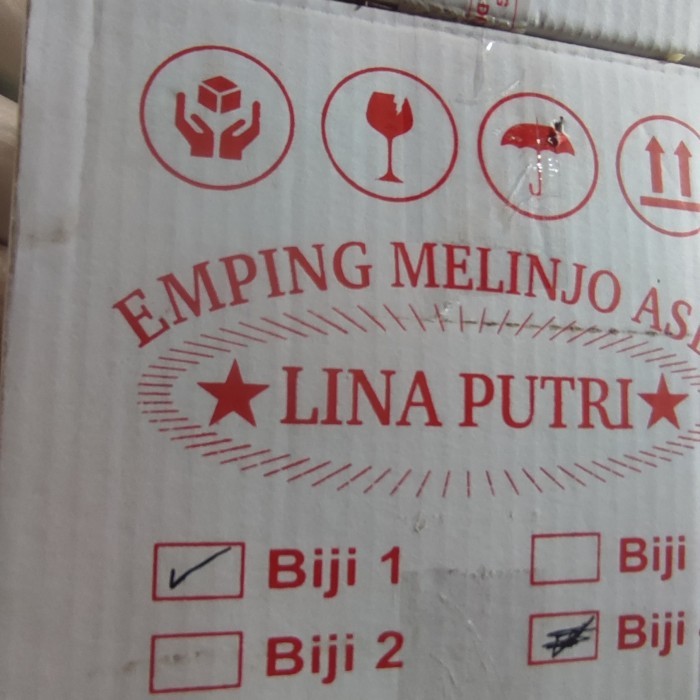 EMPING MELINJO
LINA PUTRI
Biji 1
Biji
Biji 2
Biji